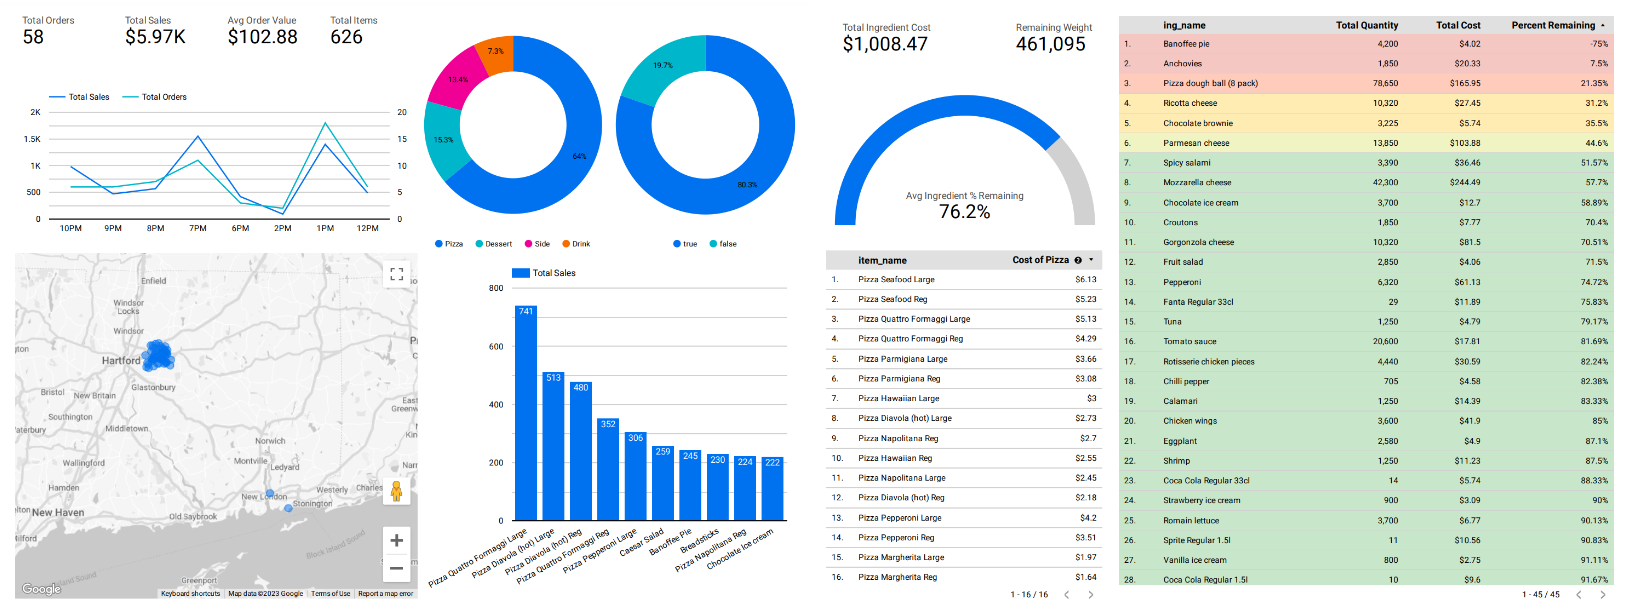 Total Orders
58
Total Sales
$5.97K
Avg Order Value
$102.88
Total Items
626
Total Sales Total Orders
2K 20
1.5K 15
1K 10
500 5
0 0
10PM 9PM 8PM 7PM 6PM 2PM 1PM 12PM
7.3%
13.4%
15.3%
64%
Pizza Dessert Side Drink
19.7%
80.3%
true false
Enfield
Windsor
Locks
Windsor
Hartford
Glastonbury
Bristol
New Britain
Southington
Middletown
Norwich
Wallingford
Montville
Ledyard
Hamden
New London
Westerly
Charles
Stonington
New Haven
Old Saybrook
Block Island Sound
Greenport
Google
Keyboard shortcuts Map data ©2023 Google Terms of Use Report a map error
Total Sales
800
600
400
200
0
741
513
480
352
306
259
245
230
224
222
Pizza Quattro Formaggi Large
Pizza Diavola (hot) Large
Pizza Diavola (hot) Reg
Pizza Quattro Formaggi Reg
Pizza Pepperoni Large
Caesar Salad
Banoffee Pie
Breadsticks
Pizza Napolitana Reg
Chocolate Ice cream
Total Ingredient Cost
$1,008.47
Remaining Weight
461,095
Avg Ingredient % Remaining
76.2%
item_name Cost of Pizza
1. Pizza Seafood Large $6.13
2. Pizza Seafood Reg $5.23
3. Pizza Quattro Formaggi Large $5.13
4. Pizza Quattro Formaggi Reg $4.29
5. Pizza Parmigiana Large $3.66
6. Pizza Parmigiana Reg $3.08
7. Pizza Hawaiian Large $3
8. Pizza Diavola (hot) Large $2.73
9. Pizza Napolitana Reg $2.7
10. Pizza Hawaiian Reg $2.55
11. Pizza Napolitana Large $2.45
12. Pizza Diavola (hot) Reg $2.18
13. Pizza Pepperoni Large $4.2
14. Pizza Pepperoni Reg $3.51
15. Pizza Margherita Large $1.97
16. Pizza Margherita Reg $1.64
1 - 16 / 16
ing_name Total Quantity Total Cost Percent Remaining
1. Banoffee pie 4,200 $4.02 -75%
2. Anchovies 1,850 $20.33 7.5%
3. Pizza dough ball (8 pack) 78,650 $165.95 21.35%
4. Ricotta cheese 10,320 $27.45 31.2%
5. Chocolate brownie 3,225 $5.74 35.5%
6. Parmesan cheese 13,850 $103.88 44.6%
7. Spicy salami 3,390 $36.46 51.57%
8. Mozzarella cheese 42,300 $244.49 57.7%
9. Chocolate ice cream 3,700 $12.7 58.89%
10. Croutons 1,850 $7.77 70.4%
11. Gorgonzola cheese 10,320 $81.5 70.51%
12. Fruit salad 2,850 $4.06 71.5%
13. Pepperoni 6,320 $61.13 74.72%
14. Fanta Regular 33cl 29 $11.89 75.83%
15. Tuna 1,250 $4.79 79.17%
16. Tomato sauce 20,600 $17.81 81.69%
17. Rotisserie chicken pieces 4,440 $30.59 82.24%
18. Chilli pepper 705 $4.58 82.38%
19. Calamari 1,250 $14.39 83.33%
20. Chicken wings 3,600 $41.9 85%
21. Eggplant 2,580 $4.9 87.1%
22. Shrimp 1,250 $11.23 87.5%
23. Coca Cola Regular 33cl 14 $5.74 88.33%
24. Strawberry ice cream 900 $3.09 90%
25. Romain lettuce 3,700 $6.77 90.13%
26. Sprite Regular 1.5l 11 $10.56 90.83%
27. Vanilla ice cream 800 $2.75 91.11%
28. Coca Cola Regular 1.5l 10 $9.6 91.67%
1 - 45 / 45